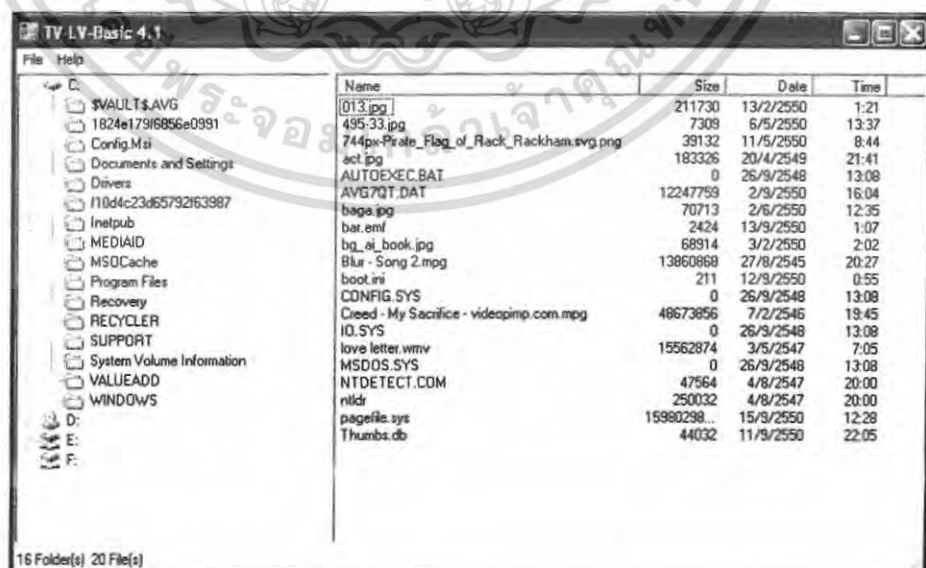 TV-LV-Basic 4.1
File Help
C:
$VAULT$.AVG
1824e179f6856e0991
Config.Msi
Documents and Settings
Drivers
f10d4c23d65792f63987
Inetpub
MEDIAID
MSOCache
Program Files
Recovery
RECYCLER
SUPPORT
System Volume Information
VALUEADD
WINDOWS
D:
E:
F:
Name Size Date Time
013.jpg 211730 13/2/2550 1:21
495-33.jpg 7309 6/5/2550 13:37
744px-Pirate_Flag_of_Rack_Rackham.svg.png 39132 11/5/2550 8:44
act.jpg 183326 20/4/2549 21:41
AUTOEXEC.BAT 0 26/9/2548 13:08
AVG7QT.DAT 12247759 2/9/2550 16:04
baga.jpg 70713 2/6/2550 12:35
bar.emf 2424 13/9/2550 1:07
bg_ai_book.jpg 68914 3/2/2550 2:02
Blur - Song 2.mpg 13860868 27/8/2545 20:27
boot.ini 211 12/9/2550 0:55
CONFIG.SYS 0 26/9/2548 13:08
Creed - My Sacrifice - videopimp.com.mpg 48673856 7/2/2546 19:45
IO.SYS 0 26/9/2548 13:08
love letter.wmv 15562874 3/5/2547 7:05
MSDOS.SYS 0 26/9/2548 13:08
NTDETECT.COM 47564 4/8/2547 20:00
ntldr 250032 4/8/2547 20:00
pagefile.sys 15980298... 15/9/2550 12:28
Thumbs.db 44032 11/9/2550 22:05
16 Folder(s) 20 File(s)